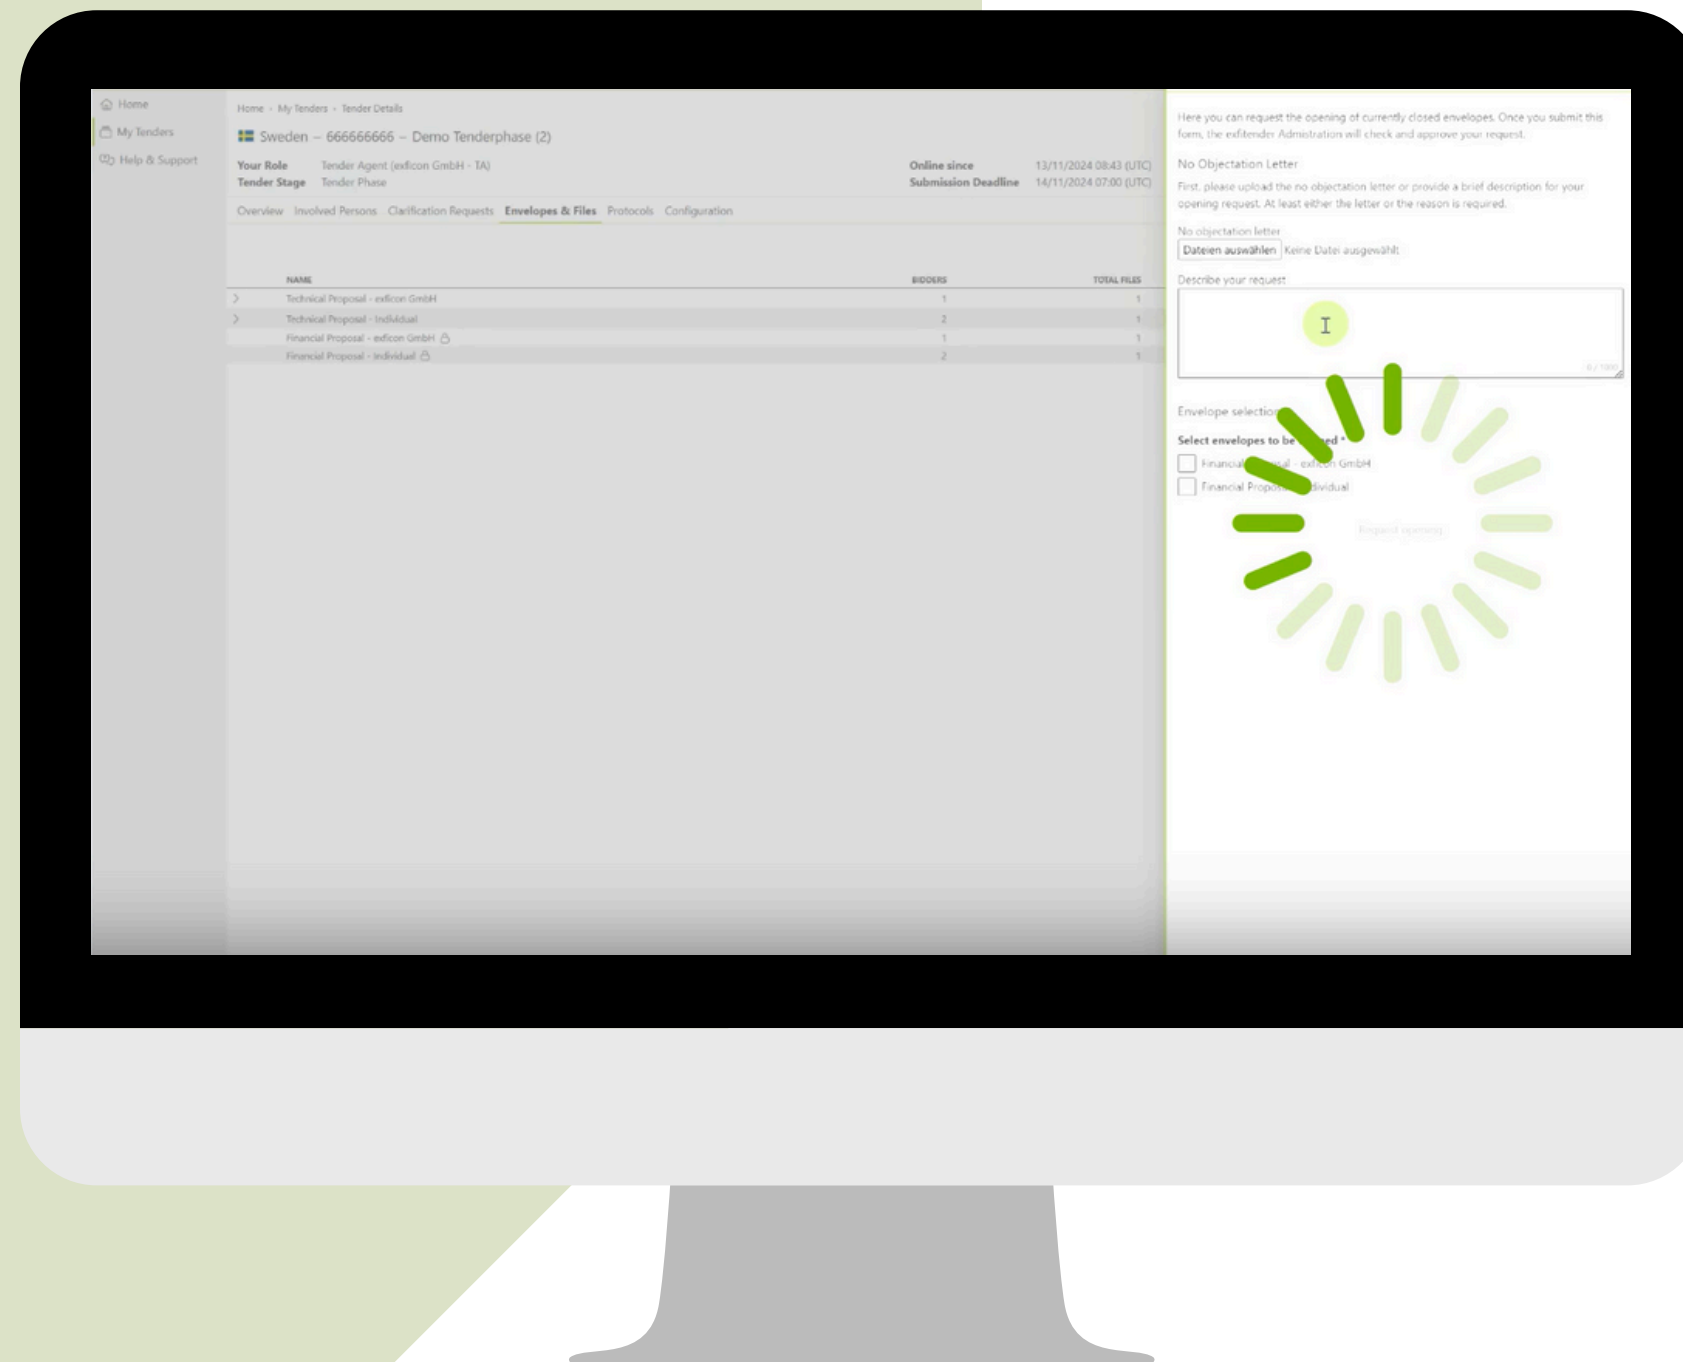 Home
My Tenders
Help & Support
Home › My Tenders › Tender Details
Sweden – 666666666 – Demo Tenderphase (2)
Your Role Tender Agent (exficon GmbH - TA)
Tender Stage Tender Phase
Online since 13/11/2024 08:43 (UTC)
Submission Deadline 14/11/2024 07:00 (UTC)
Overview Involved Persons Clarification Requests Envelopes & Files Protocols Configuration
NAME BIDDERS TOTAL FILES
Technical Proposal - exficon GmbH 1 1
Technical Proposal - Individual 2 1
Financial Proposal - exficon GmbH 1 1
Financial Proposal - Individual 2 1
Here you can request the opening of currently closed envelopes. Once you submit this
form, the exfitender Admistration will check and approve your request.
No Objectation Letter
First, please upload the no objectation letter or provide a brief description for your
opening request. At least either the letter or the reason is required.
No objectation letter
Dateien auswählen Keine Datei ausgewählt
Describe your request
0 / 1000
Envelope selection
Select envelopes to be
Financial - exficon GmbH
Financial
Request opening